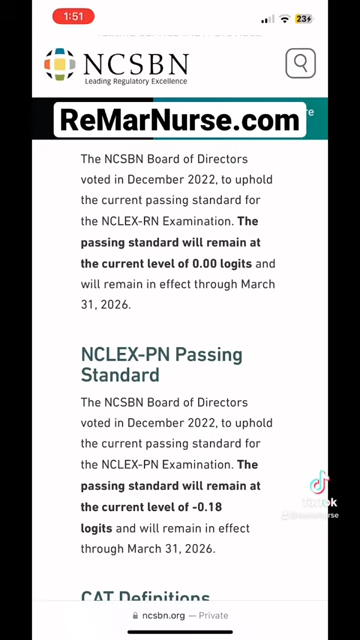 1:51
23
NCSBN
Leading Regulatory Excellence
re
ReMarNurse.com
The NCSBN Board of Directors
voted in December 2022, to uphold
the current passing standard for
the NCLEX-RN Examination. The
passing standard will remain at
the current level of 0.00 logits and
will remain in effect through March
31, 2026.
NCLEX-PN Passing
Standard
The NCSBN Board of Directors
voted in December 2022, to uphold
the current passing standard for
the NCLEX-PN Examination. The
passing standard will remain at
the current level of -0.18
logits and will remain in effect
through March 31, 2026.
TikTok
CAT Definitions
ncsbn.org — Private